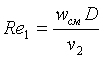 Re₁ = w_см D / ν₂